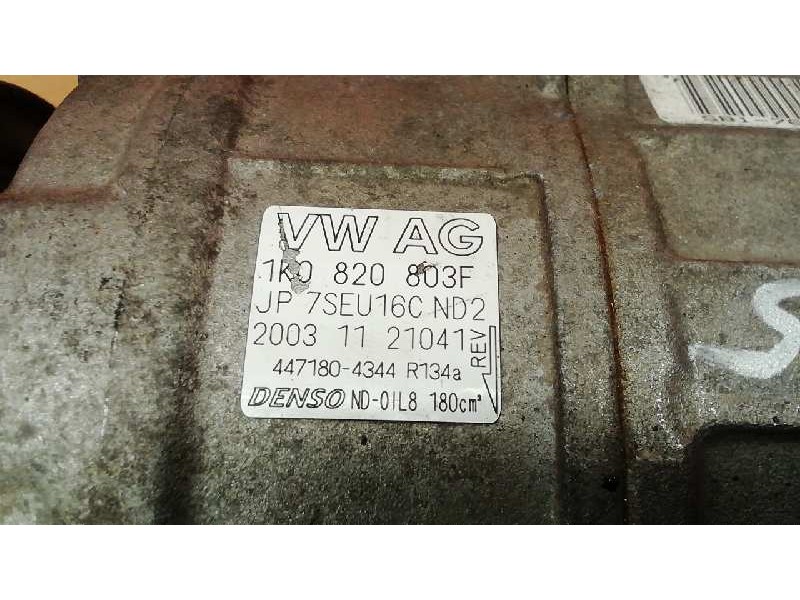 VW AG
1K0 820 803F
JP 7SEU16C ND2
2003 11 21041
REV
447180-4344 R134a
DENSO ND-OIL8 180cm³